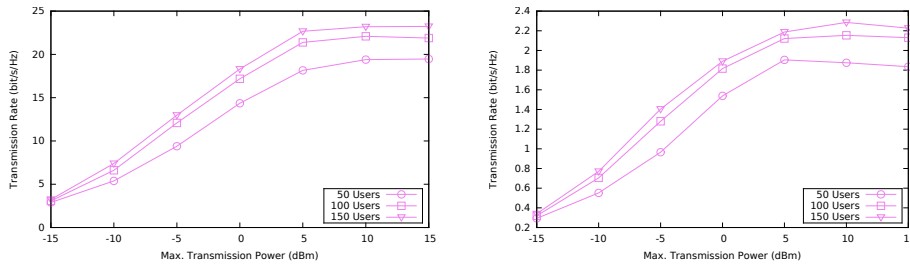 25
20
15
10
5
0
Transmission Rate (bit/s/Hz)
50 Users
100 Users
150 Users
-15 -10 -5 0 5 10 15
Max. Transmission Power (dBm)
2.4
2.2
2
1.8
1.6
1.4
1.2
1
0.8
0.6
0.4
0.2
Transmission Rate (bit/s/Hz)
50 Users
100 Users
150 Users
-15 -10 -5 0 5 10 1
Max. Transmission Power (dBm)